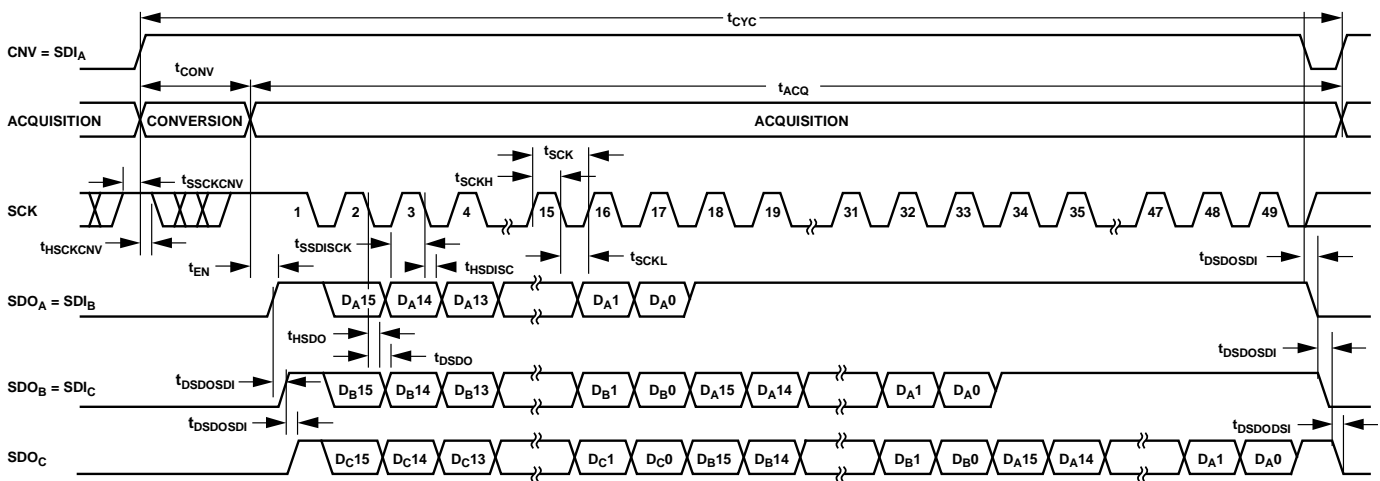 tCYC
CNV = SDIA
tCONV
tACQ
ACQUISITION CONVERSION ACQUISITION
tSCK
tSSCKCNV tSCKH
SCK 1 2 3 4 15 16 17 18 19 31 32 33 34 35 47 48 49
tHSCKCNV tSSDISCK tHSDISC tSCKL tDSDOSDI
tEN
SDOA = SDIB DA15 DA14 DA13 DA1 DA0
tHSDO tDSDO tDSDOSDI
tDSDOSDI
SDOB = SDIC DB15 DB14 DB13 DB1 DB0 DA15 DA14 DA1 DA0
tDSDOSDI tDSDODSI
SDOC DC15 DC14 DC13 DC1 DC0 DB15 DB14 DB1 DB0 DA15 DA14 DA1 DA0